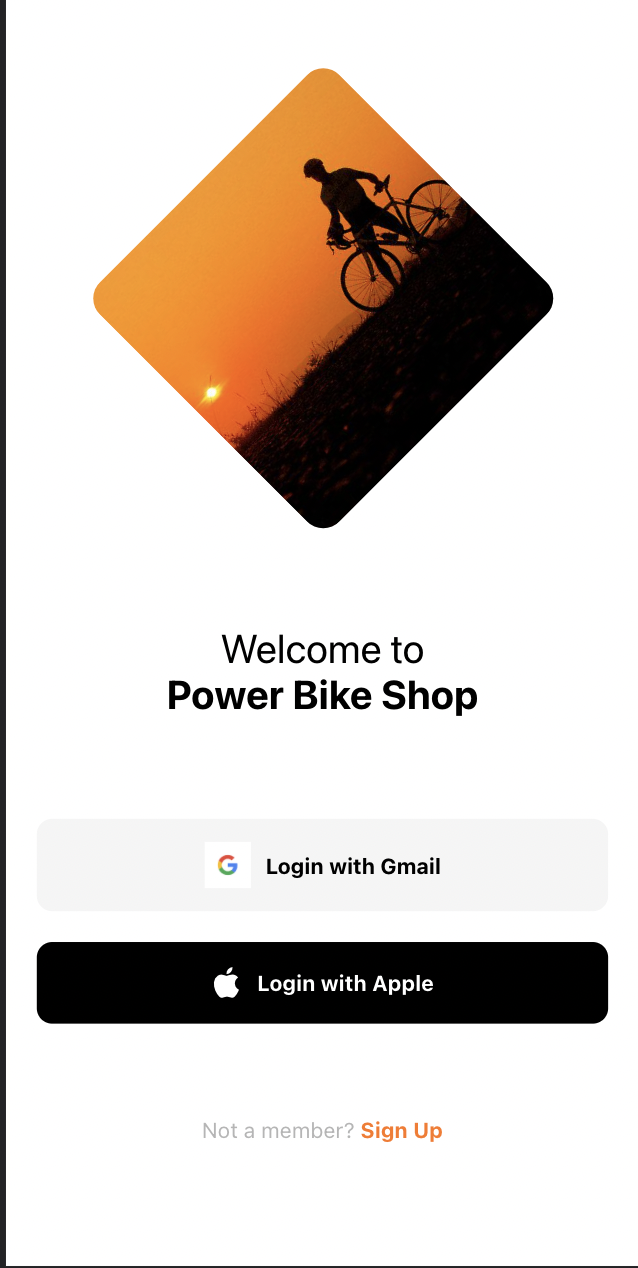 Welcome to
Power Bike Shop
Login with Gmail
Login with Apple
Not a member? Sign Up